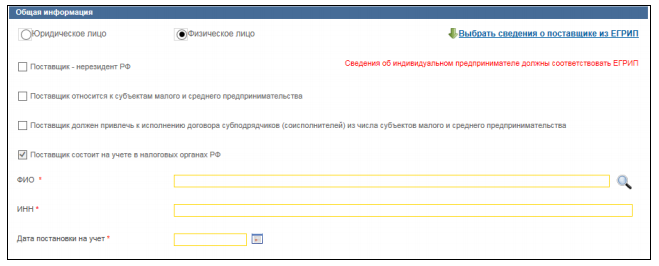 Общая информация
Юридическое лицо Физическое лицо Выбрать сведения о поставщике из ЕГРИП
Поставщик - нерезидент РФ Сведения об индивидуальном предпринимателе должны соответствовать ЕГРИП
Поставщик относится к субъектам малого и среднего предпринимательства
Поставщик должен привлечь к исполнению договора субподрядчиков (соисполнителей) из числа субъектов малого и среднего предпринимательства
Поставщик состоит на учете в налоговых органах РФ
ФИО *
ИНН *
Дата постановки на учет *